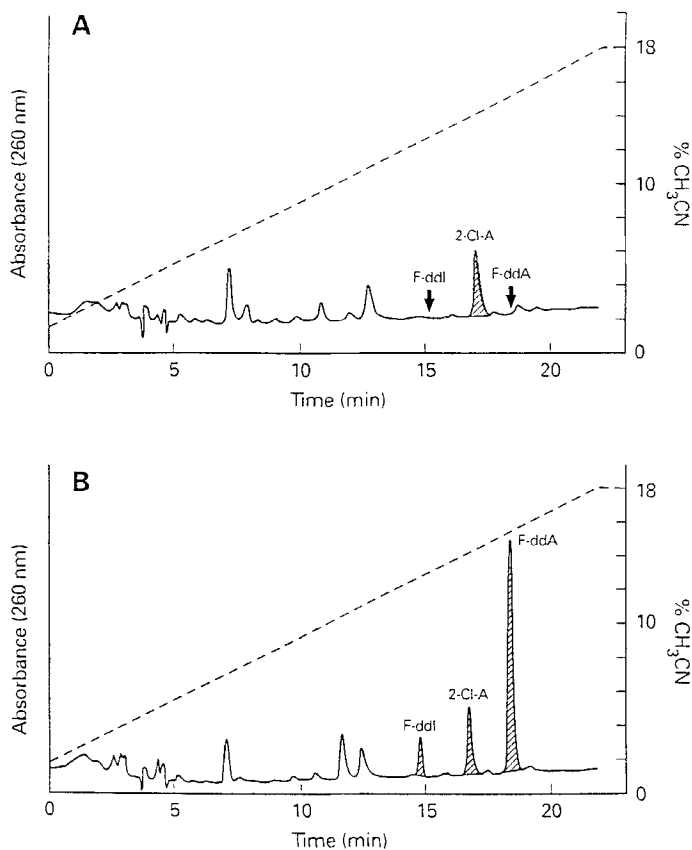 A
Absorbance (260 nm)
18
10
0
% CH3CN
F-ddI
2-Cl-A
F-ddA
0
5
10
15
20
Time (min)
B
Absorbance (260 nm)
18
10
0
% CH3CN
F-ddA
2-Cl-A
F-ddI
0
5
10
15
20
Time (min)